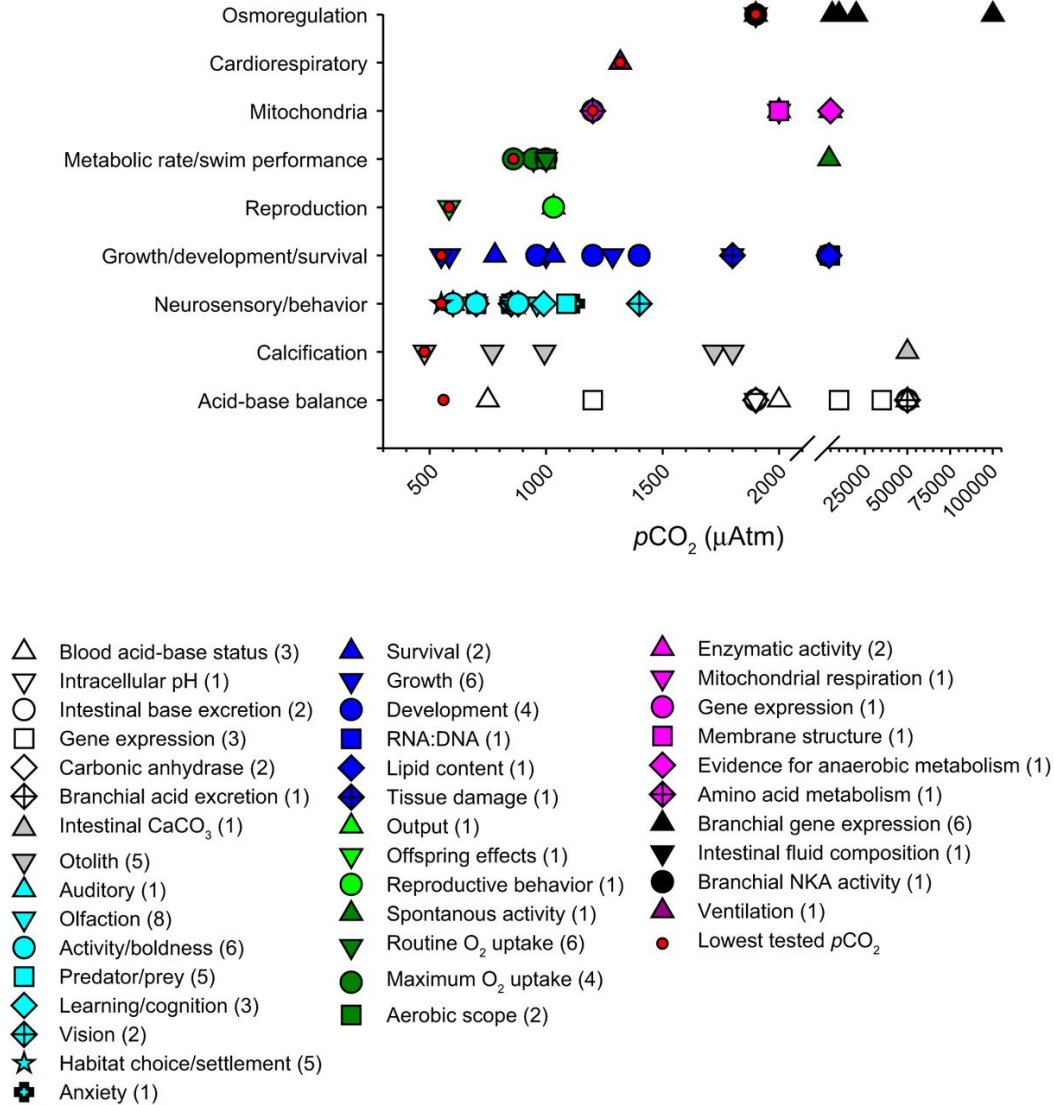 Osmoregulation
Cardiorespiratory
Mitochondria
Metabolic rate/swim performance
Reproduction
Growth/development/survival
Neurosensory/behavior
Calcification
Acid-base balance
500
1000
1500
2000
25000
50000
75000
100000
pCO₂ (µAtm)
Blood acid-base status (3)
Intracellular pH (1)
Intestinal base excretion (2)
Gene expression (3)
Carbonic anhydrase (2)
Branchial acid excretion (1)
Intestinal CaCO₃ (1)
Otolith (5)
Auditory (1)
Olfaction (8)
Activity/boldness (6)
Predator/prey (5)
Learning/cognition (3)
Vision (2)
Habitat choice/settlement (5)
Anxiety (1)
Survival (2)
Growth (6)
Development (4)
RNA:DNA (1)
Lipid content (1)
Tissue damage (1)
Output (1)
Offspring effects (1)
Reproductive behavior (1)
Spontanous activity (1)
Routine O₂ uptake (6)
Maximum O₂ uptake (4)
Aerobic scope (2)
Enzymatic activity (2)
Mitochondrial respiration (1)
Gene expression (1)
Membrane structure (1)
Evidence for anaerobic metabolism (1)
Amino acid metabolism (1)
Branchial gene expression (6)
Intestinal fluid composition (1)
Branchial NKA activity (1)
Ventilation (1)
Lowest tested pCO₂